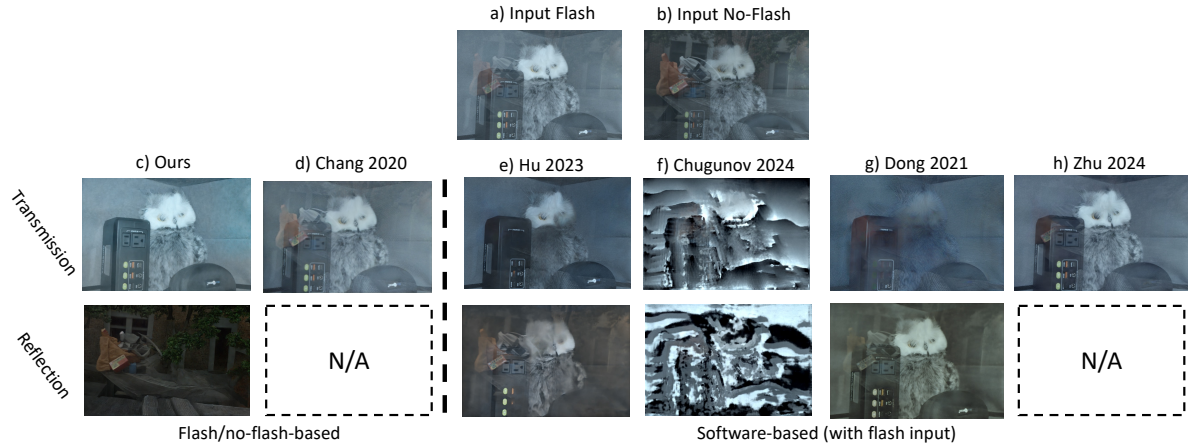 a) Input Flash
b) Input No-Flash
c) Ours
d) Chang 2020
e) Hu 2023
f) Chugunov 2024
g) Dong 2021
h) Zhu 2024
Transmission
Reflection
N/A
N/A
Flash/no-flash-based
Software-based (with flash input)